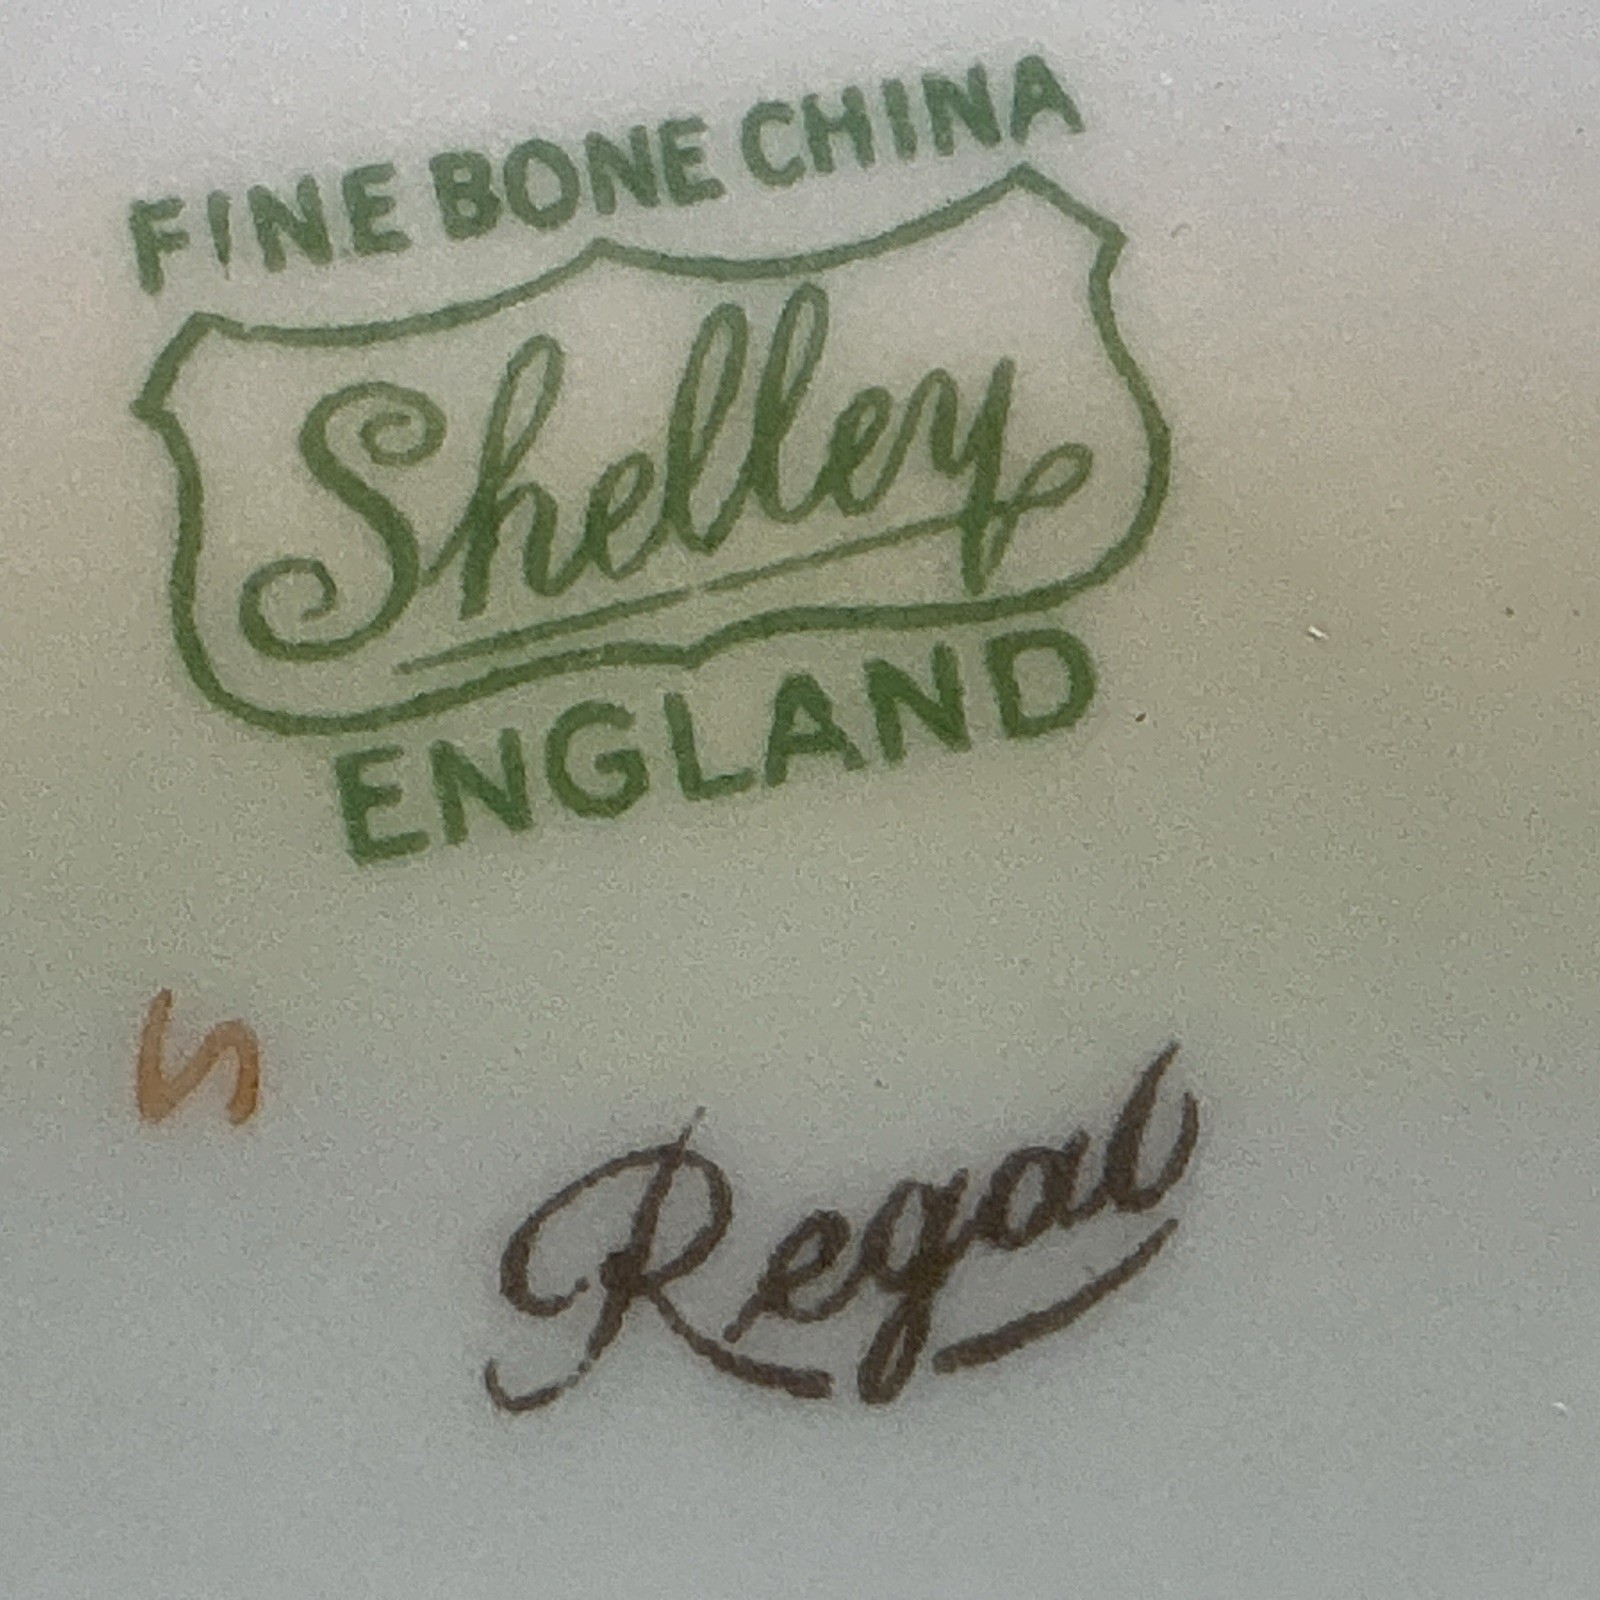 FINE BONE CHINA
Shelley
ENGLAND
Regal